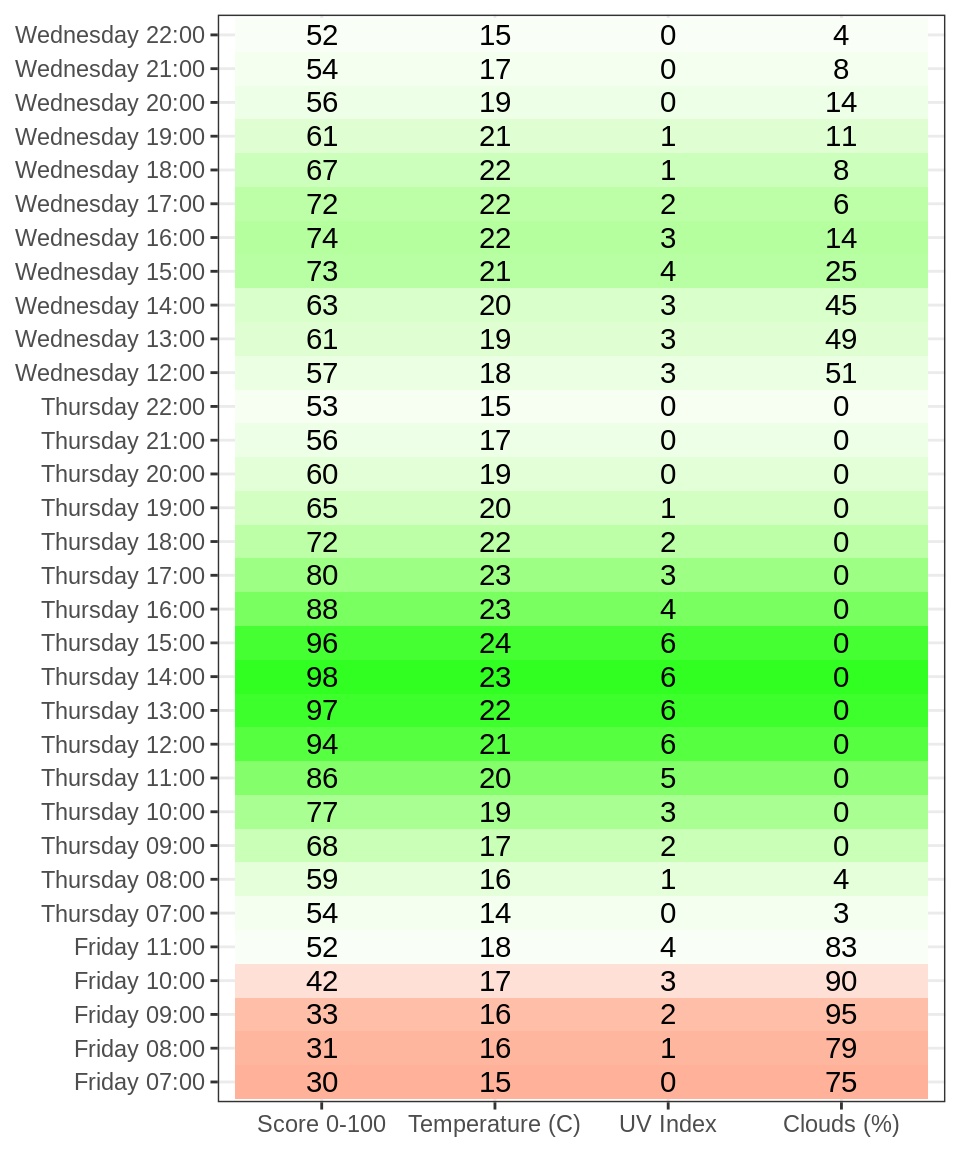 Wednesday 22:00 52 15 0 4
Wednesday 21:00 54 17 0 8
Wednesday 20:00 56 19 0 14
Wednesday 19:00 61 21 1 11
Wednesday 18:00 67 22 1 8
Wednesday 17:00 72 22 2 6
Wednesday 16:00 74 22 3 14
Wednesday 15:00 73 21 4 25
Wednesday 14:00 63 20 3 45
Wednesday 13:00 61 19 3 49
Wednesday 12:00 57 18 3 51
Thursday 22:00 53 15 0 0
Thursday 21:00 56 17 0 0
Thursday 20:00 60 19 0 0
Thursday 19:00 65 20 1 0
Thursday 18:00 72 22 2 0
Thursday 17:00 80 23 3 0
Thursday 16:00 88 23 4 0
Thursday 15:00 96 24 6 0
Thursday 14:00 98 23 6 0
Thursday 13:00 97 22 6 0
Thursday 12:00 94 21 6 0
Thursday 11:00 86 20 5 0
Thursday 10:00 77 19 3 0
Thursday 09:00 68 17 2 0
Thursday 08:00 59 16 1 4
Thursday 07:00 54 14 0 3
Friday 11:00 52 18 4 83
Friday 10:00 42 17 3 90
Friday 09:00 33 16 2 95
Friday 08:00 31 16 1 79
Friday 07:00 30 15 0 75
Score 0-100 Temperature (C) UV Index Clouds (%)